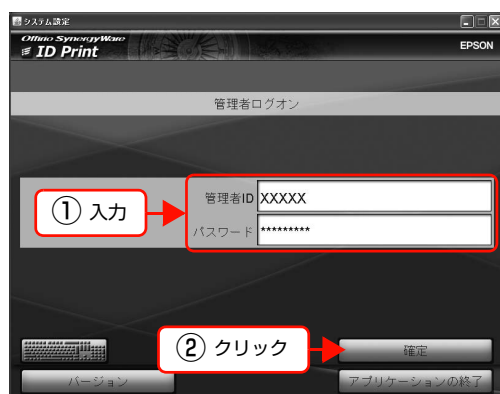 システム設定
Offirio SynergyWare
ID Print
EPSON
管理者ログオン
① 入力
管理者ID XXXXX
パスワード *********
② クリック
確定
バージョン
アプリケーションの終了